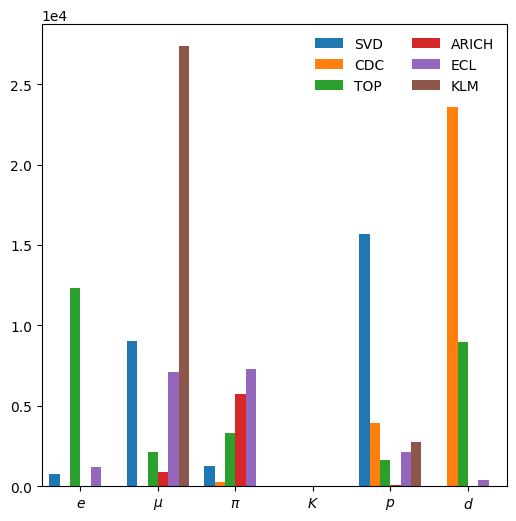 1e4
SVD ARICH
CDC ECL
TOP KLM
2.5
2.0
1.5
1.0
0.5
0.0
e μ π K p d